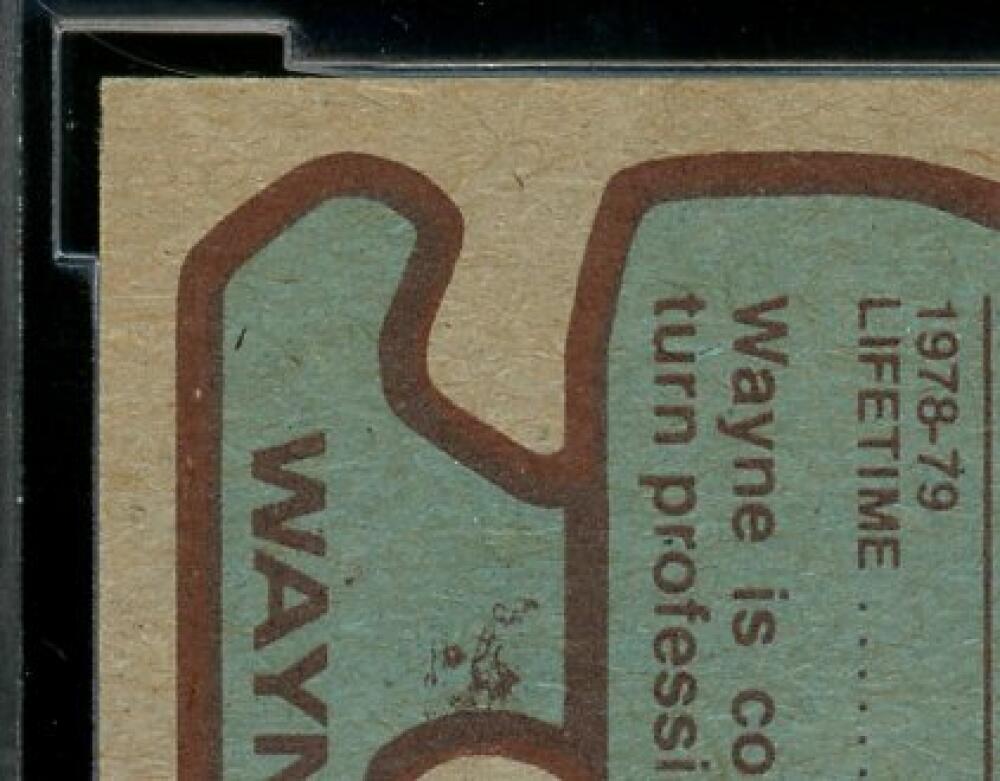 1978-79
LIFETIME ......
Wayne is co
turn professi
WAYN